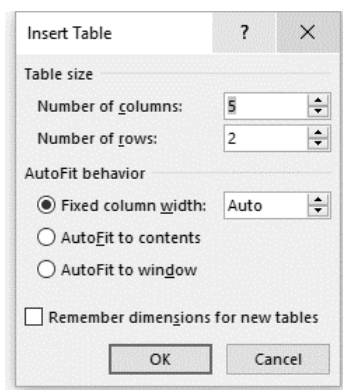 Insert Table ? ×
Table size
Number of columns: 5
Number of rows: 2
AutoFit behavior
Fixed column width: Auto
AutoFit to contents
AutoFit to window
Remember dimensions for new tables
OK Cancel